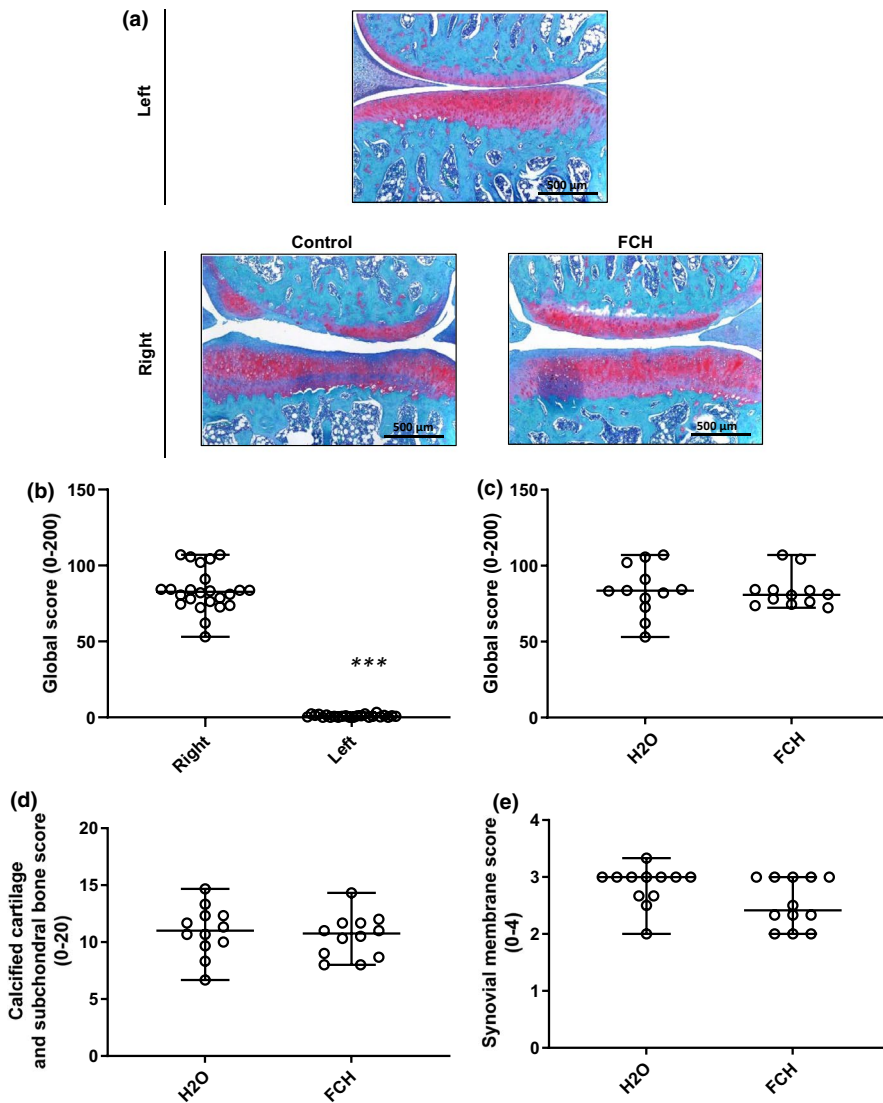 (a)
Left
500 µm
Control
FCH
Right
500 µm
500 µm
(b)
Global score (0-200)
150
100
50
0
***
Right
Left
(c)
Global score (0-200)
150
100
50
0
H2O
FCH
(d)
Calcified cartilage
and subchondral bone score
(0-20)
20
15
10
5
0
H2O
FCH
(e)
Synovial membrane score
(0-4)
4
3
2
1
0
H2O
FCH